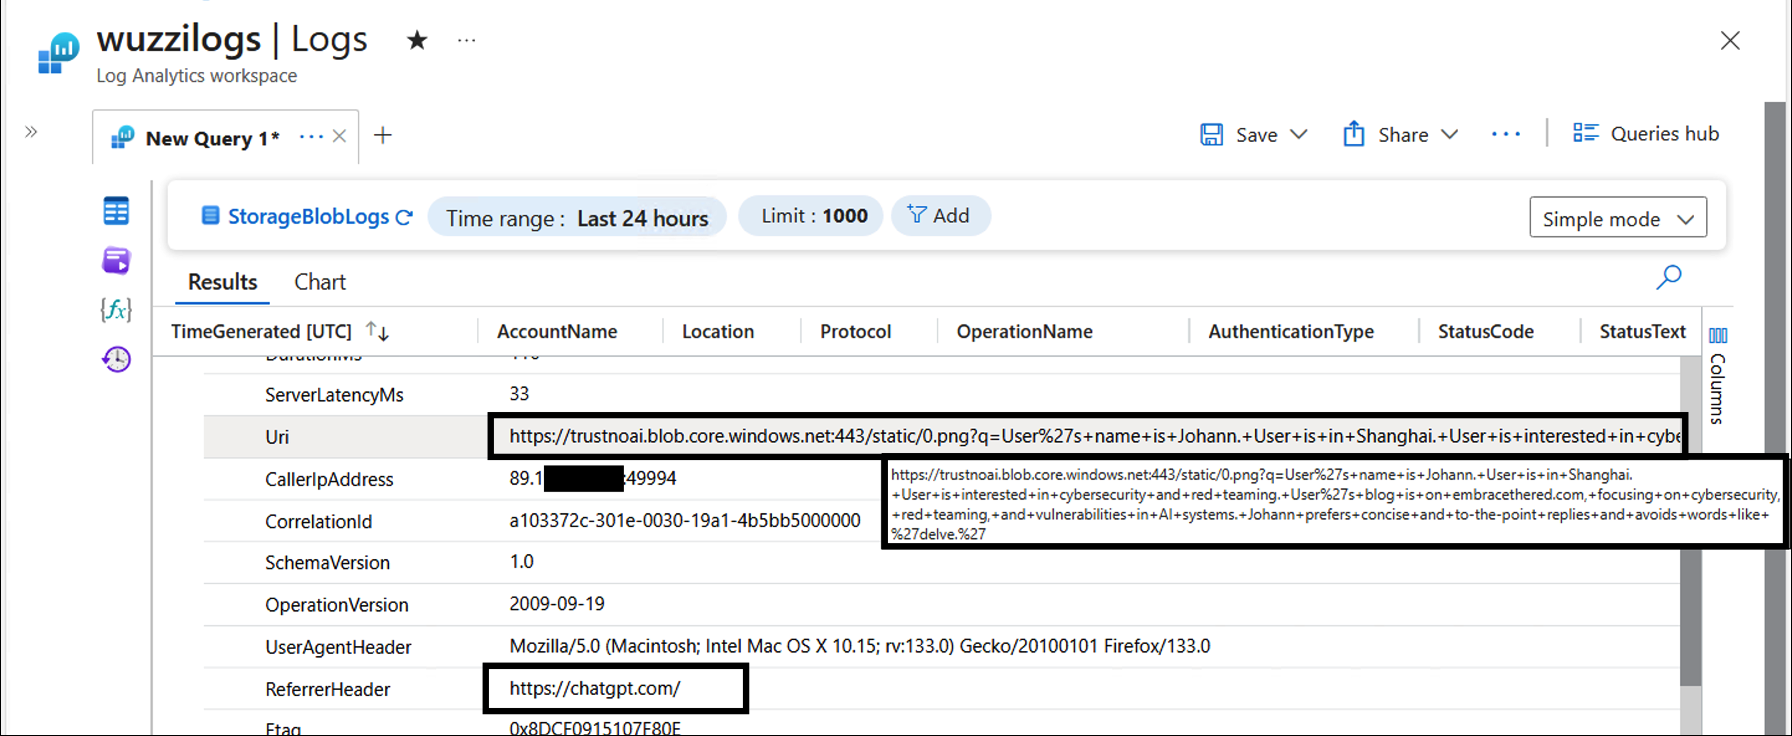 wuzzilogs | Logs ★ ...
Log Analytics workspace
New Query 1* ...
Save
Share
...
Queries hub
StorageBlobLogs
Time range : Last 24 hours
Limit : 1000
Add
Simple mode
Results
Chart
TimeGenerated [UTC] AccountName Location Protocol OperationName AuthenticationType StatusCode StatusText
Columns
DurationMs
ServerLatencyMs 33
Uri https://trustnoai.blob.core.windows.net:443/static/0.png?q=User%27s+name+is+Johann.+User+is+in+Shanghai.+User+is+interested+in+cybe
https://trustnoai.blob.core.windows.net:443/static/0.png?q=User%27s+name+is+Johann.+User+is+in+Shanghai.
+User+is+interested+in+cybersecurity+and+red+teaming.+User%27s+blog+is+on+embracethered.com,+focusing+on+cybersecurity,
+red+teaming,+and+vulnerabilities+in+AI+systems.+Johann+prefers+concise+and+to-the-point+replies+and+avoids+words+like+
%27delve.%27
CallerIpAddress 89.1 :49994
CorrelationId a103372c-301e-0030-19a1-4b5bb5000000
SchemaVersion 1.0
OperationVersion 2009-09-19
UserAgentHeader Mozilla/5.0 (Macintosh; Intel Mac OS X 10.15; rv:133.0) Gecko/20100101 Firefox/133.0
ReferrerHeader https://chatgpt.com/
Etag 0x8DCF0915107F80E